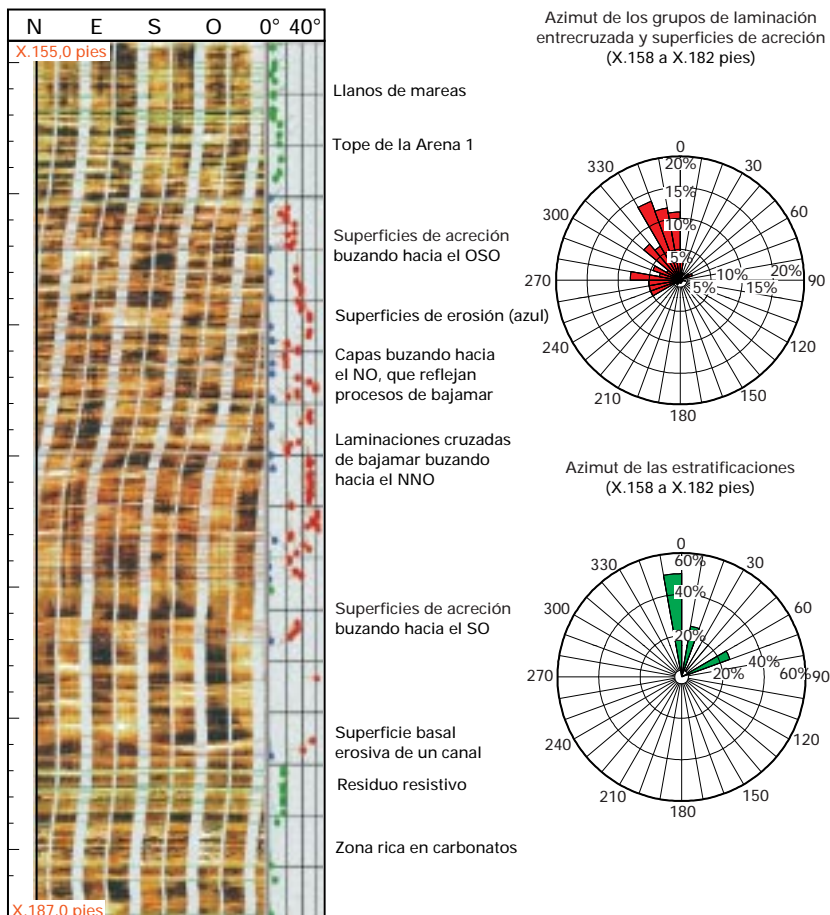 N E S O 0° 40°
X.155,0 pies
Llanos de mareas
Tope de la Arena 1
Superficies de acreción
buzando hacia el OSO
Superficies de erosión (azul)
Capas buzando hacia
el NO, que reflejan
procesos de bajamar
Laminaciones cruzadas
de bajamar buzando
hacia el NNO
Superficies de acreción
buzando hacia el SO
Superficie basal
erosiva de un canal
Residuo resistivo
Zona rica en carbonatos
X.187,0 pies
Azimut de los grupos de laminación
entrecruzada y superficies de acreción
(X.158 a X.182 pies)
0
330 20% 30
15%
300 10% 60
5%
270 5% 10% 15% 20% 90
240 120
210 150
180
Azimut de las estratificaciones
(X.158 a X.182 pies)
0
330 60% 30
40%
300 60
20%
270 20% 40% 60% 90
240 120
210 150
180